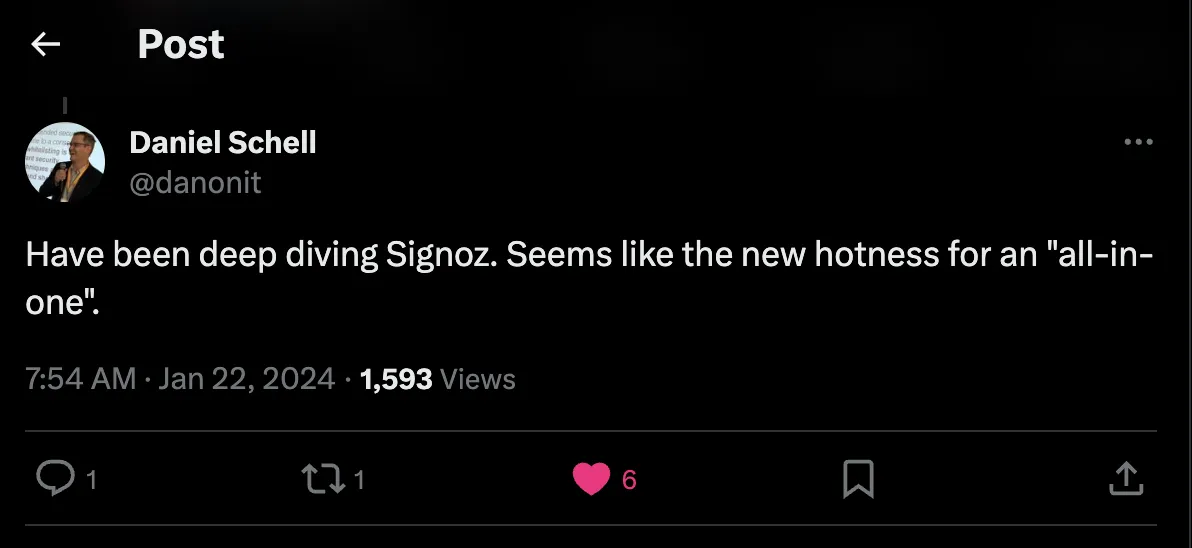 Post
Daniel Schell
@danonit
Have been deep diving Signoz. Seems like the new hotness for an "all-in-
one".
7:54 AM · Jan 22, 2024 · 1,593 Views
1 1 6